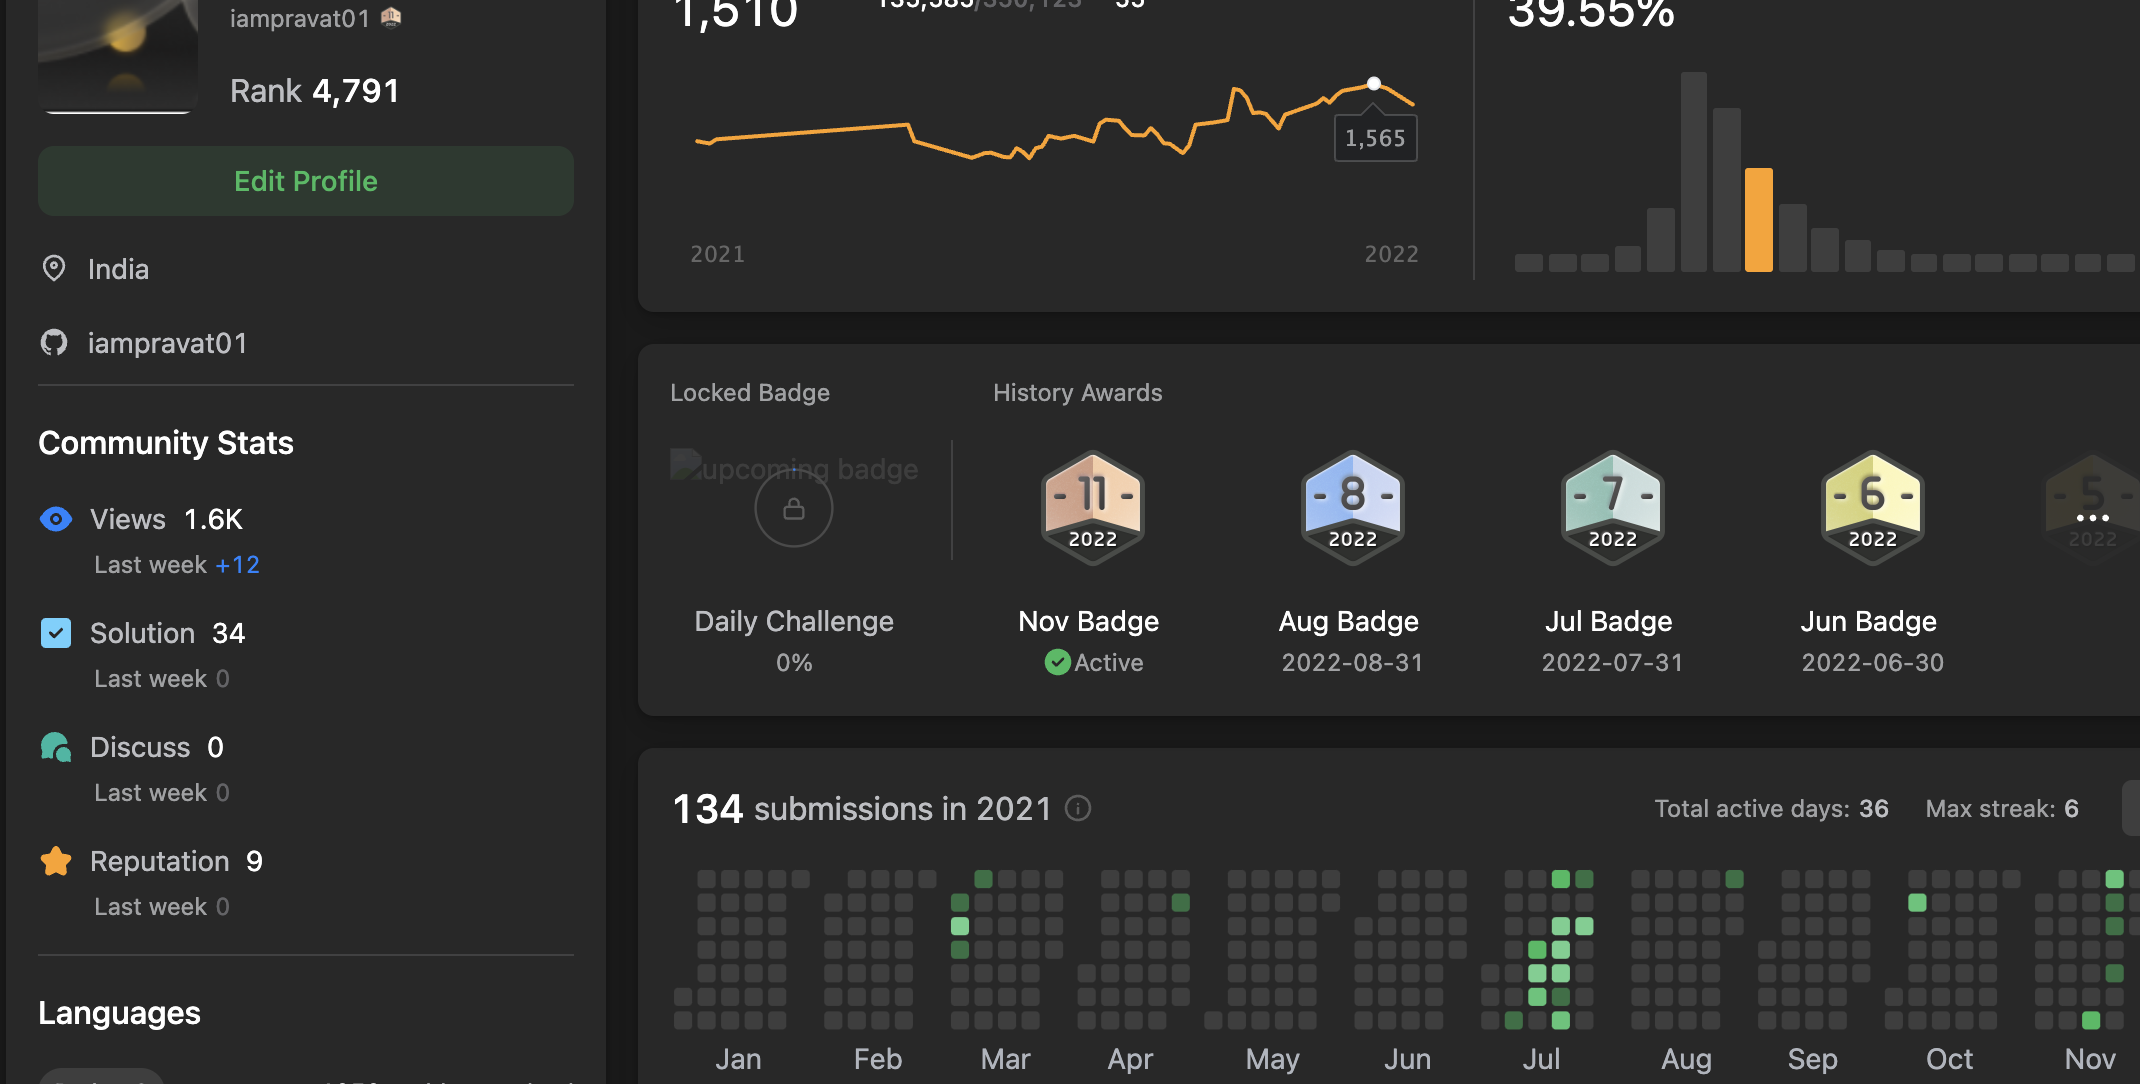 iampravat01
Rank 4,791
Edit Profile
India
iampravat01
Community Stats
Views 1.6K
Last week +12
Solution 34
Last week 0
Discuss 0
Last week 0
Reputation 9
Last week 0
Languages
1,510
39.55%
1,565
2021 2022
Locked Badge
History Awards
upcoming badge
11
2022
8
2022
7
2022
6
2022
5
2022
Daily Challenge
0%
Nov Badge
Active
Aug Badge
2022-08-31
Jul Badge
2022-07-31
Jun Badge
2022-06-30
134 submissions in 2021
Total active days: 36 Max streak: 6
Jan Feb Mar Apr May Jun Jul Aug Sep Oct Nov